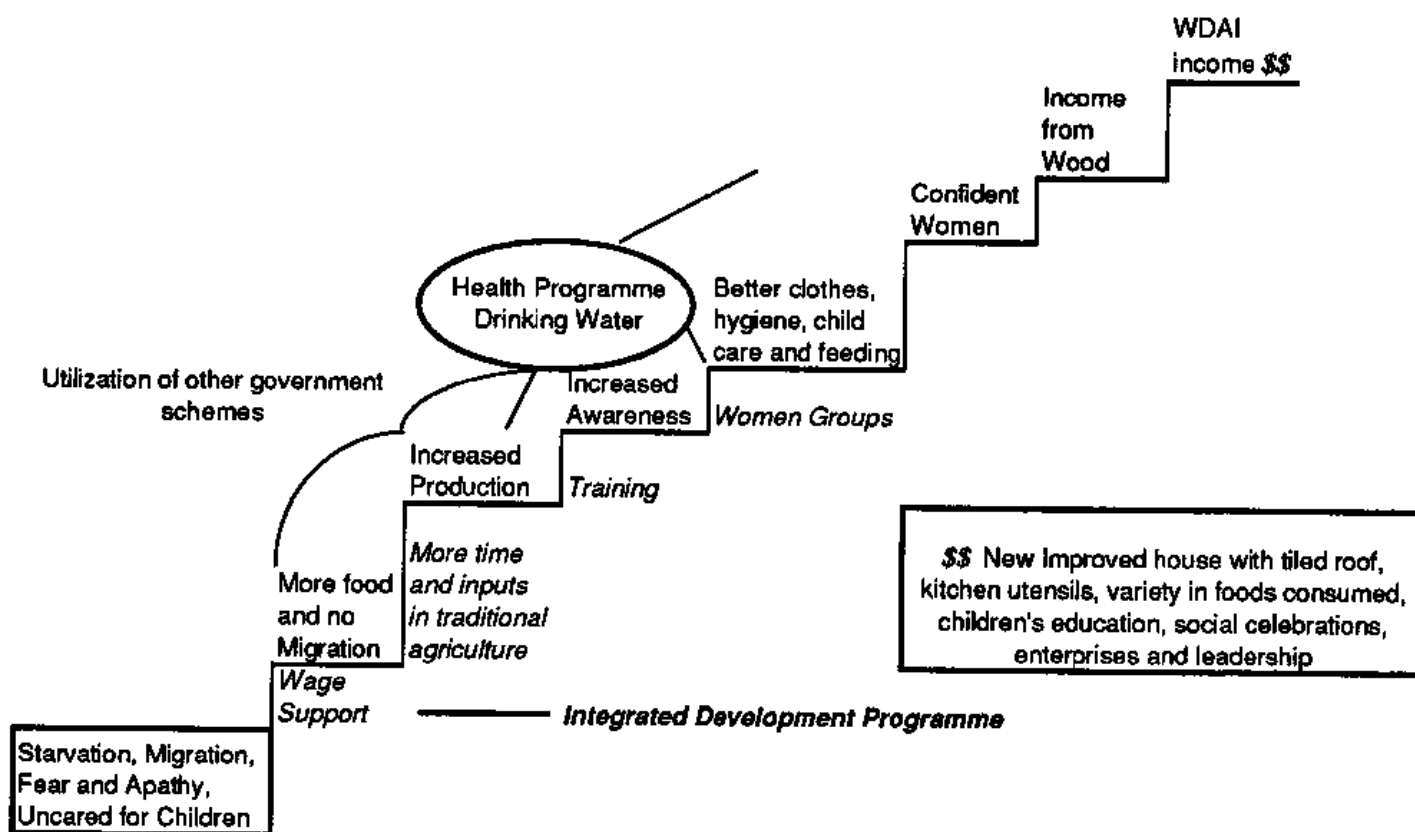 WDAI
income $$
Income
from
Wood
Confident
Women
Health Programme
Drinking Water
Better clothes,
hygiene, child
care and feeding
Utilization of other government
schemes
Increased
Awareness
Women Groups
Increased
Production
Training
More time
and inputs
in traditional
agriculture
More food
and no
Migration
Wage
Support
Integrated Development Programme
$$ New Improved house with tiled roof,
kitchen utensils, variety in foods consumed,
children's education, social celebrations,
enterprises and leadership
Starvation, Migration,
Fear and Apathy,
Uncared for Children